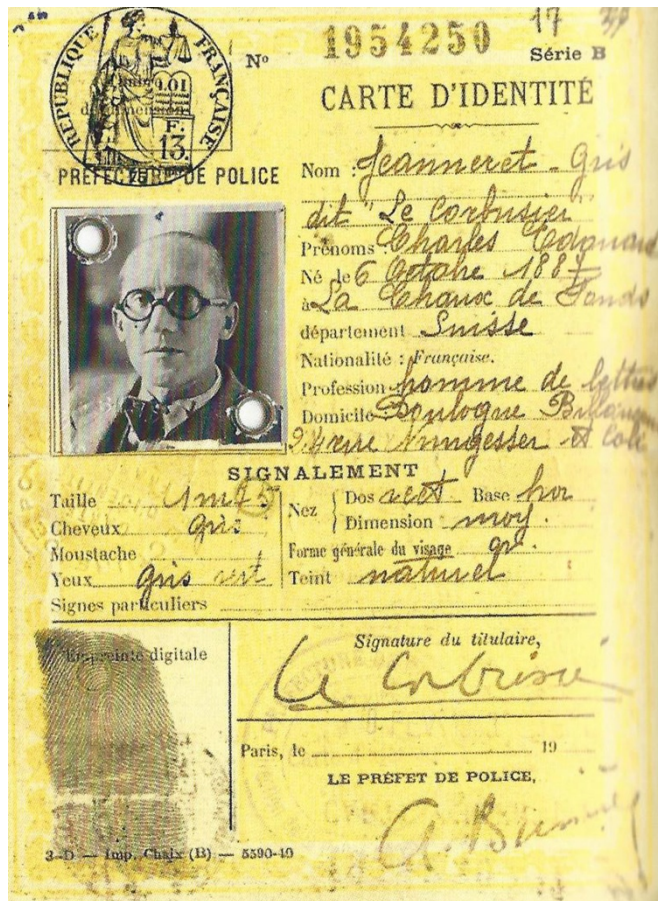 17
RÉPUBLIQUE FRANÇAISE
F.
13.
Nº 1954250
Série B
CARTE D'IDENTITÉ
PRÉFECTURE DE POLICE
Nom : Jeanneret-Gris
dit "Le Corbusier"
Prénoms : Charles Edouard
Né le 6 Octobre 1887
à La Chaux de Fonds
département Suisse
Nationalité : Française.
Profession homme de lettres
Domicile Boulogne
rue Nungesser et Coli
SIGNALEMENT
Taille 1m75
Cheveux gris
Moustache
Yeux gris vert
Signes particuliers
Nez Dos rect Base hor
Dimension moy.
Forme générale du visage
Teint naturel
Empreinte digitale
Signature du titulaire,
Le Corbusier
Paris, le 19
LE PRÉFET DE POLICE,
3-D — Imp. Chaix (B) — 5590-40